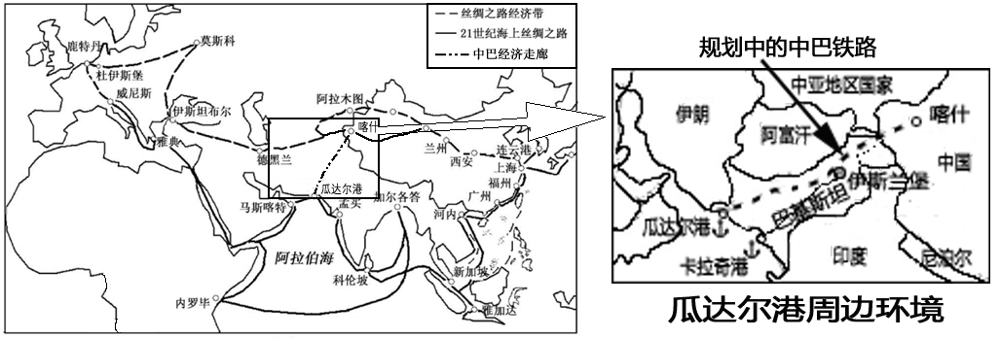 丝绸之路经济带
21世纪海上丝绸之路
中巴经济走廊
鹿特丹
莫斯科
杜伊斯堡
威尼斯
伊斯坦布尔
雅典
阿拉木图
喀什
德黑兰
兰州
西安
连云港
上海
福州
广州
瓜达尔港
马斯喀特
孟买
加尔各答
河内
阿拉伯海
科伦坡
新加坡
内罗毕
雅加达
规划中的中巴铁路
中亚地区国家
伊朗
喀什
阿富汗
中国
伊斯兰堡
巴基斯坦
瓜达尔港
卡拉奇港
印度
尼泊尔
瓜达尔港周边环境